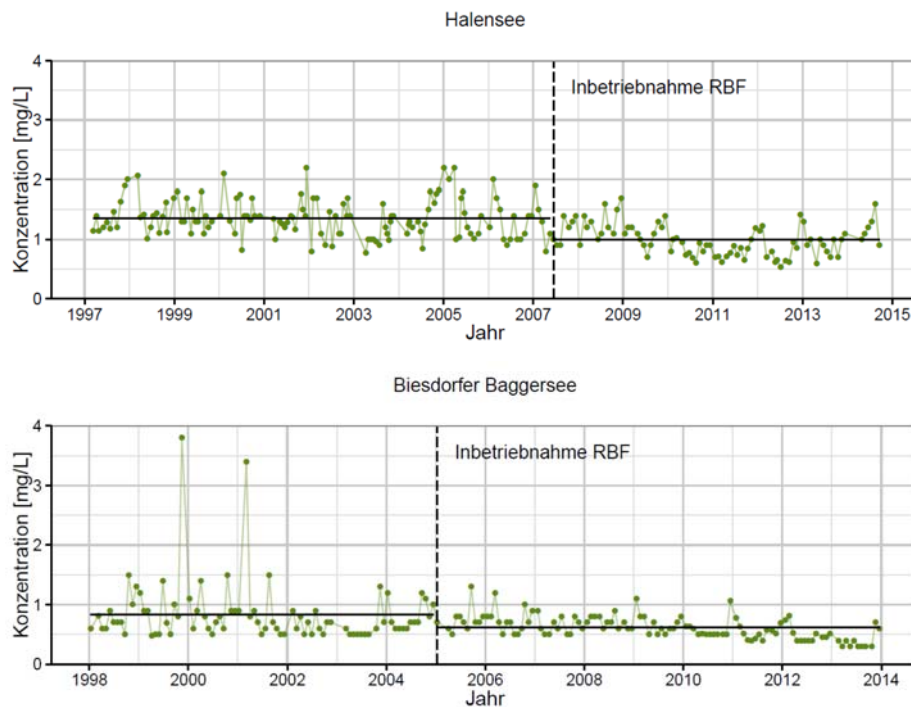 Halensee
Konzentration [mg/L]
4
3
2
1
0
Inbetriebnahme RBF
1997 1999 2001 2003 2005 2007 2009 2011 2013 2015
Jahr
Biesdorfer Baggersee
Konzentration [mg/L]
4
3
2
1
0
Inbetriebnahme RBF
1998 2000 2002 2004 2006 2008 2010 2012 2014
Jahr